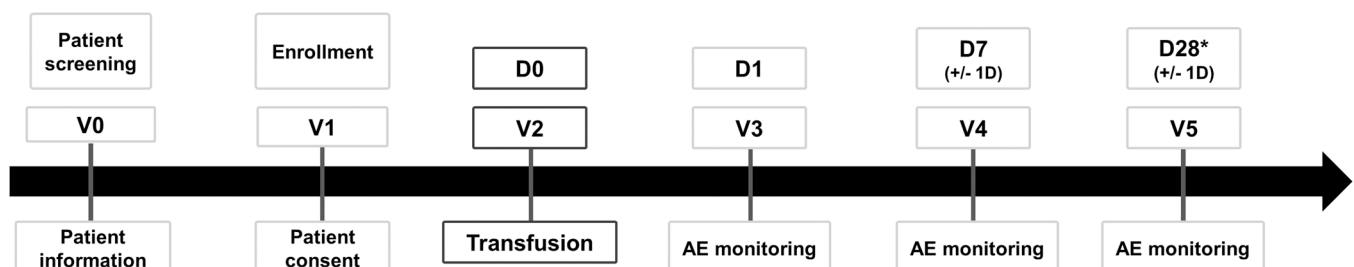 Patient
screening
Enrollment
D0
D1
D7
(+/- 1D)
D28*
(+/- 1D)
V0
V1
V2
V3
V4
V5
Patient
information
Patient
consent
Transfusion
AE monitoring
AE monitoring
AE monitoring